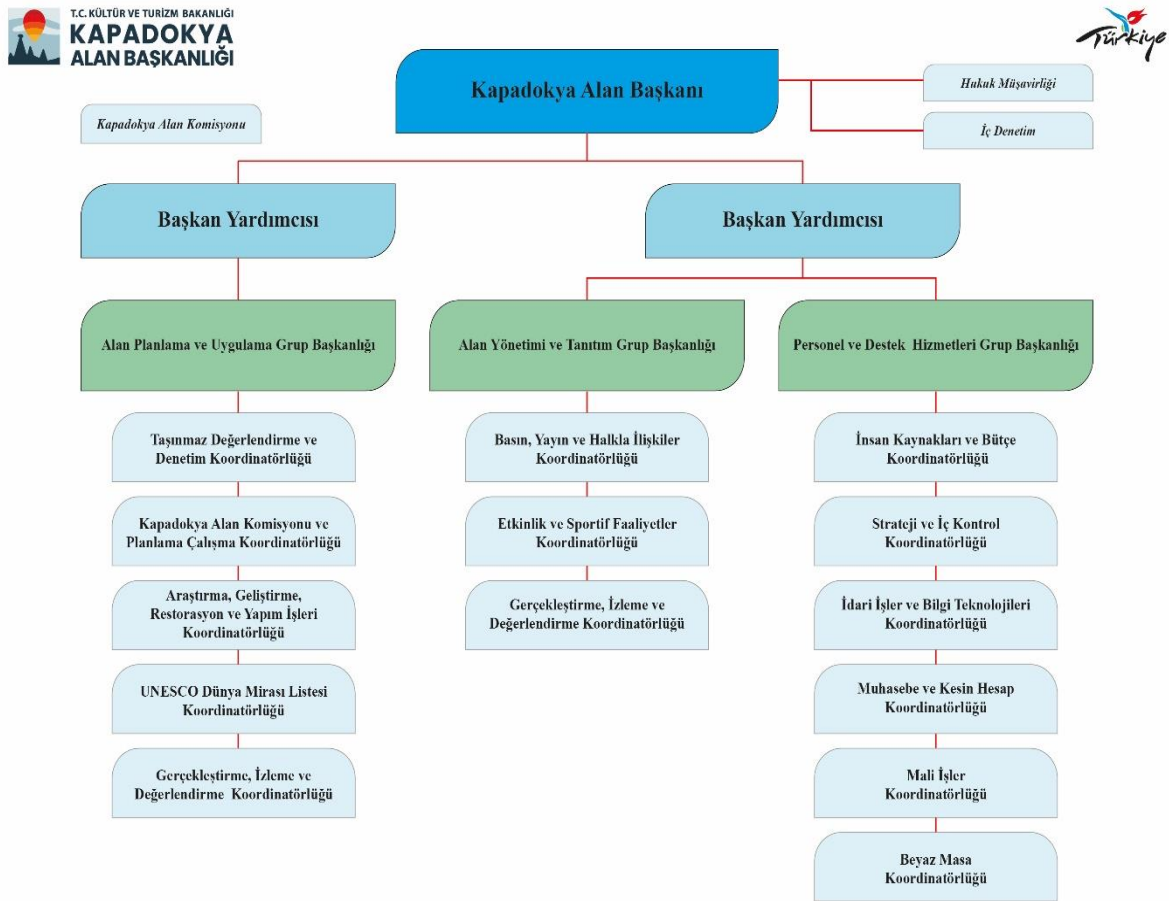 T.C. KÜLTÜR VE TURİZM BAKANLIĞI
KAPADOKYA
ALAN BAŞKANLIĞI
Türkiye
Kapadokya Alan Başkanı
Hukuk Müşavirliği
Kapadokya Alan Komisyonu
İç Denetim
Başkan Yardımcısı
Başkan Yardımcısı
Alan Planlama ve Uygulama Grup Başkanlığı
Alan Yönetimi ve Tanıtım Grup Başkanlığı
Personel ve Destek Hizmetleri Grup Başkanlığı
Taşınmaz Değerlendirme ve
Denetim Koordinatörlüğü
Kapadokya Alan Komisyonu ve
Planlama Çalışma Koordinatörlüğü
Araştırma, Geliştirme,
Restorasyon ve Yapım İşleri
Koordinatörlüğü
UNESCO Dünya Mirası Listesi
Koordinatörlüğü
Gerçekleştirme, İzleme ve
Değerlendirme Koordinatörlüğü
Basın, Yayın ve Halkla İlişkiler
Koordinatörlüğü
Etkinlik ve Sportif Faaliyetler
Koordinatörlüğü
Gerçekleştirme, İzleme ve
Değerlendirme Koordinatörlüğü
İnsan Kaynakları ve Bütçe
Koordinatörlüğü
Strateji ve İç Kontrol
Koordinatörlüğü
İdari İşler ve Bilgi Teknolojileri
Koordinatörlüğü
Muhasebe ve Kesin Hesap
Koordinatörlüğü
Mali İşler
Koordinatörlüğü
Beyaz Masa
Koordinatörlüğü